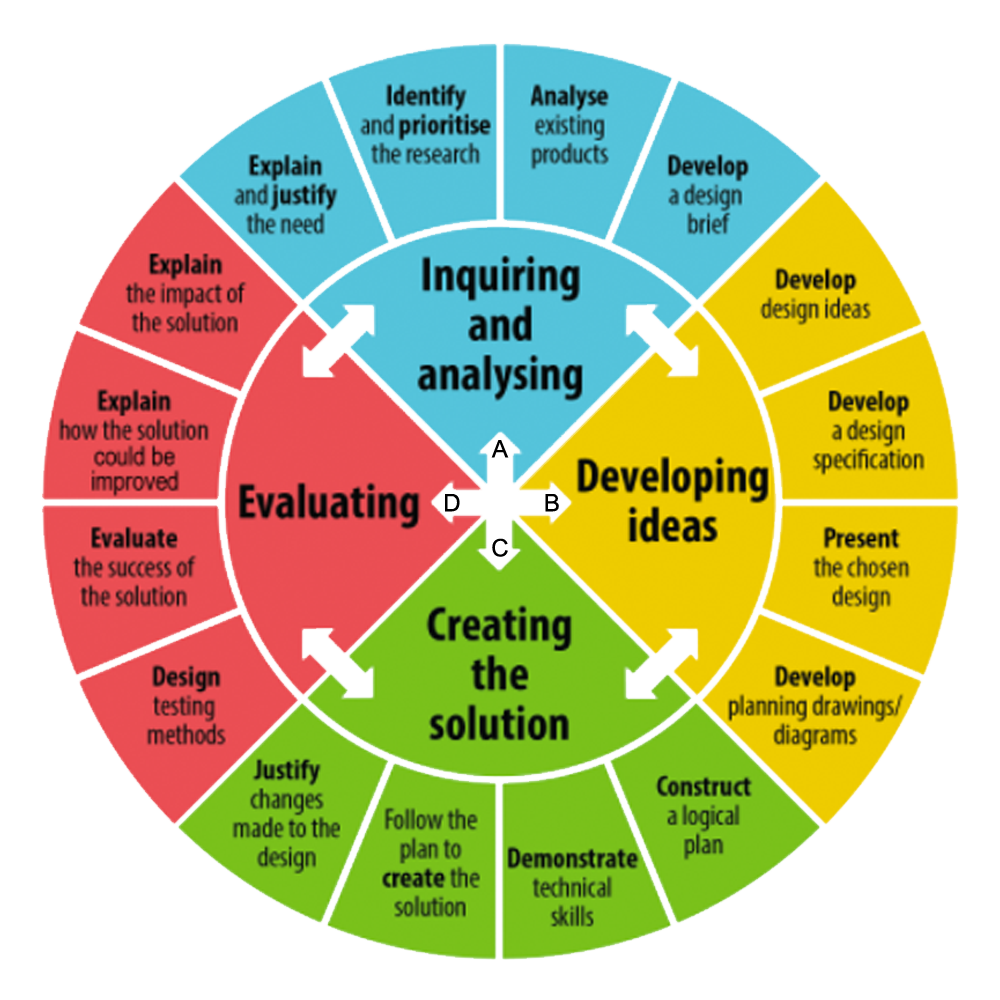 Explain
and justify
the need
Identify
and prioritise
the research
Analyse
existing
products
Develop
a design
brief
Inquiring
and
analysing
A
Develop
design ideas
Develop
a design
specification
Present
the chosen
design
Develop
planning drawings/
diagrams
Developing
ideas
B
Construct
a logical
plan
Demonstrate
technical
skills
Follow the
plan to
create the
solution
Justify
changes
made to the
design
Creating
the
solution
C
Design
testing
methods
Evaluate
the success of
the solution
Explain
how the solution
could be
improved
Explain
the impact of
the solution
Evaluating
D